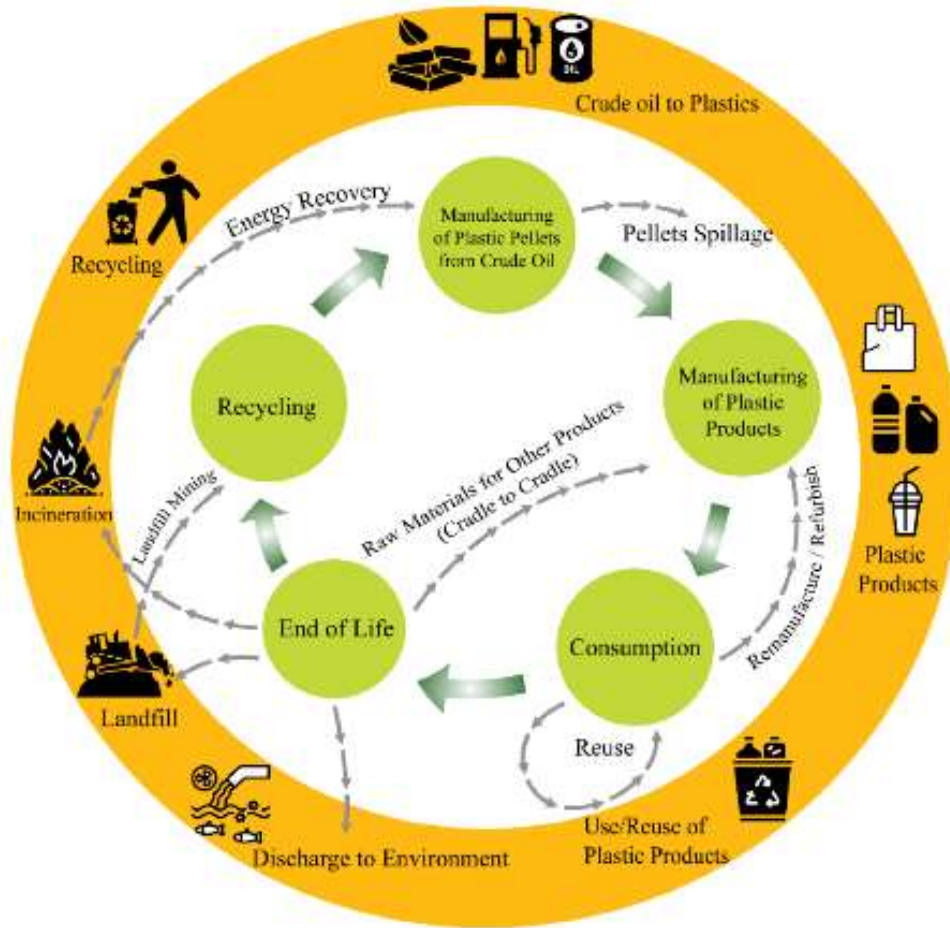 OIL
Crude oil to Plastics
Energy Recovery
Manufacturing
of Plastic Pellets
from Crude Oil
Pellets Spillage
Recycling
Recycling
Manufacturing
of Plastic
Products
Raw Materials for Other Products
(Cradle to Cradle)
Incineration
Landfill Mining
Remanufacture / Refurbish
Plastic
Products
End of Life
Consumption
Landfill
Reuse
Discharge to Environment
Use/Reuse of
Plastic Products